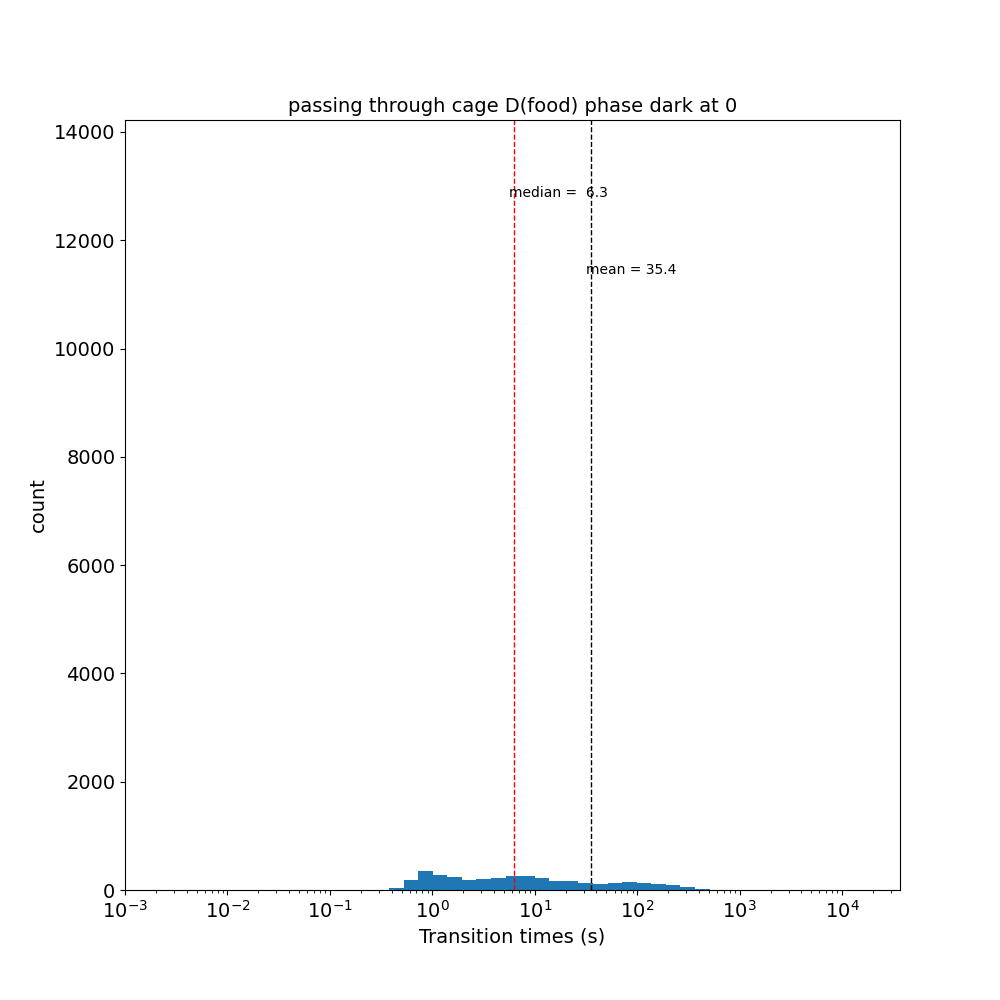 passing through cage D(food) phase dark at 0
14000
12000
10000
8000
6000
4000
2000
0
count
median =  6.3
mean = 35.4
10⁻³ 10⁻² 10⁻¹ 10⁰ 10¹ 10² 10³ 10⁴
Transition times (s)